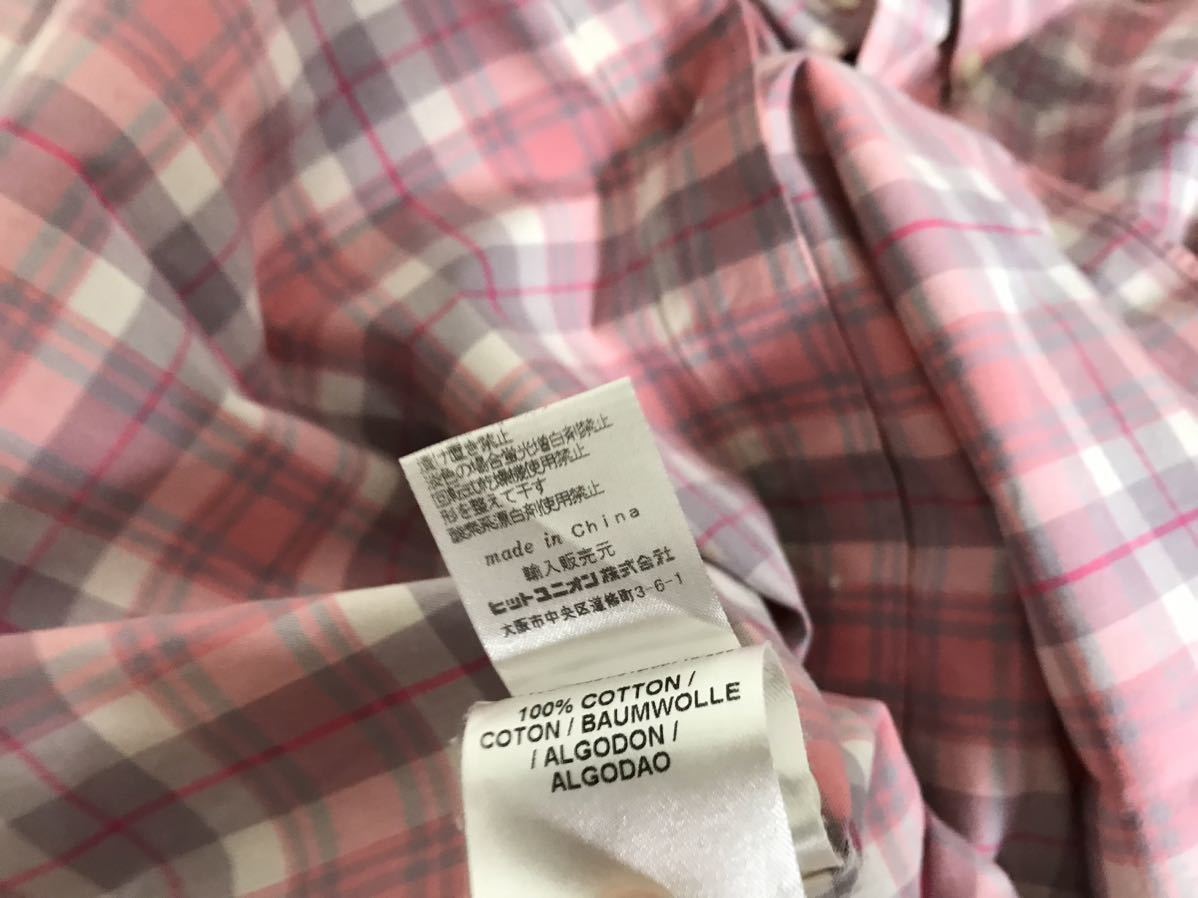 漬け置き禁止
淡色の場合蛍光増白剤禁止
回転式乾燥機使用禁止
形を整えて干す
酸素系漂白剤使用禁止
made in China
輸入販売元
ヒットユニオン株式会社
大阪市中央区道修町3-6-1
100% COTTON /
COTON / BAUMWOLLE
/ ALGODON /
ALGODAO